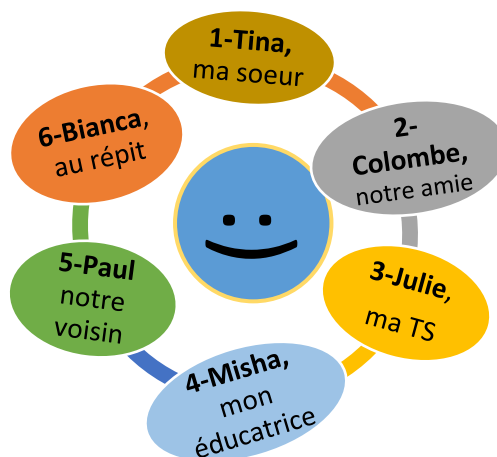 1-Tina,
ma soeur
2-
Colombe,
notre amie
3-Julie,
ma TS
4-Misha,
mon
éducatrice
5-Paul
notre
voisin
6-Bianca,
au répit